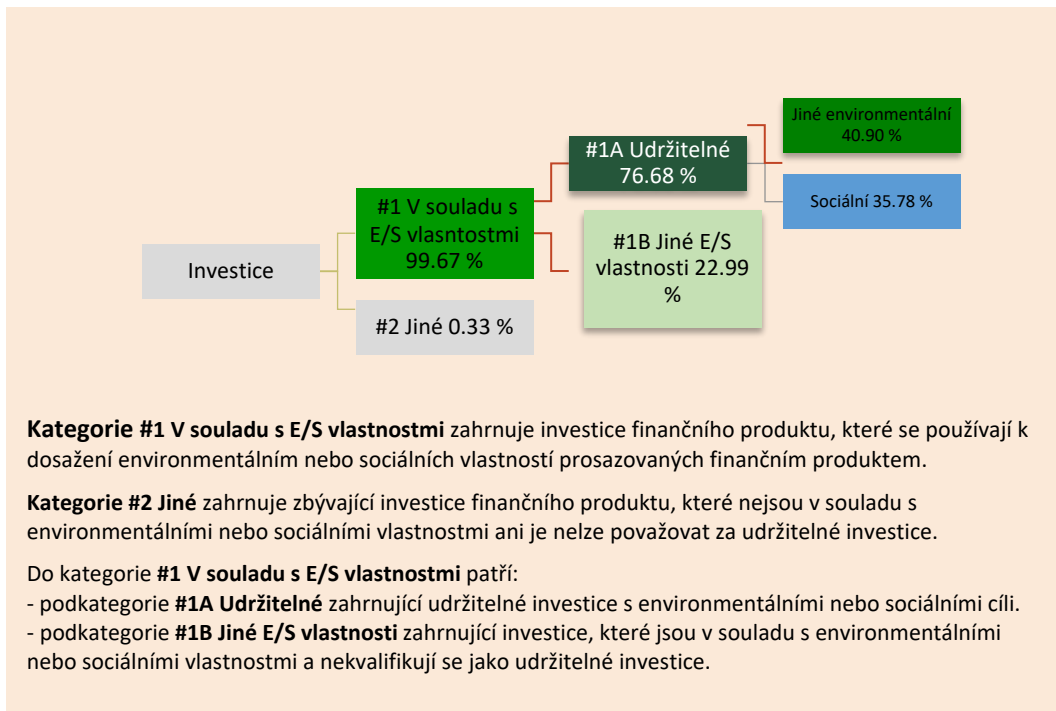 Jiné environmentální
40.90 %
#1A Udržitelné
76.68 %
Sociální 35.78 %
#1 V souladu s
E/S vlasntostmi
99.67 %
#1B Jiné E/S
vlastnosti 22.99
%
Investice
#2 Jiné 0.33 %
Kategorie #1 V souladu s E/S vlastnostmi zahrnuje investice finančního produktu, které se používají k
dosažení environmentálním nebo sociálních vlastností prosazovaných finančním produktem.
Kategorie #2 Jiné zahrnuje zbývající investice finančního produktu, které nejsou v souladu s
environmentálními nebo sociálními vlastnostmi ani je nelze považovat za udržitelné investice.
Do kategorie #1 V souladu s E/S vlastnostmi patří:
- podkategorie #1A Udržitelné zahrnující udržitelné investice s environmentálními nebo sociálními cíli.
- podkategorie #1B Jiné E/S vlastnosti zahrnující investice, které jsou v souladu s environmentálními
nebo sociálními vlastnostmi a nekvalifikují se jako udržitelné investice.